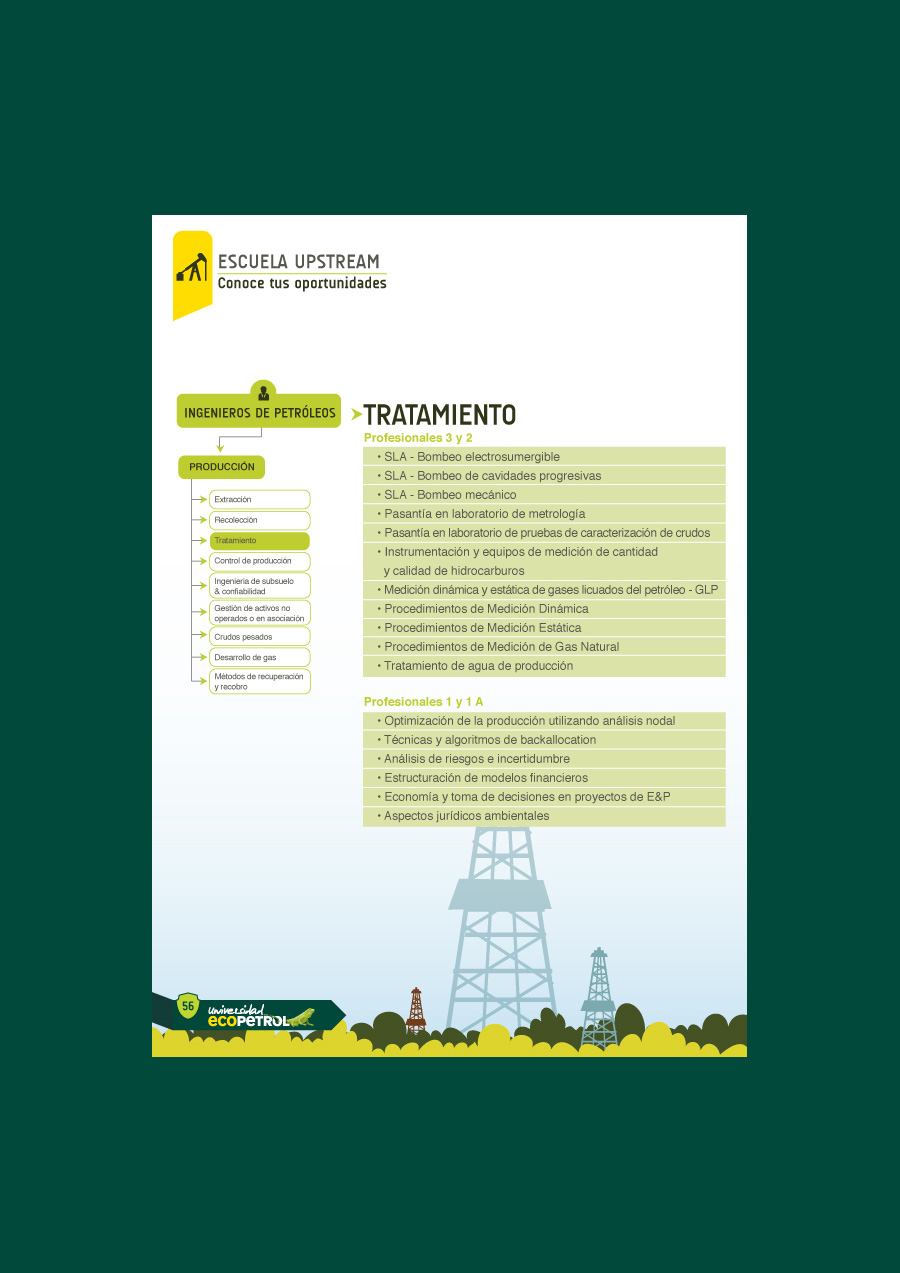 ESCUELA UPSTREAM
Conoce tus oportunidades
INGENIEROS DE PETRÓLEOS
PRODUCCIÓN
Extracción
Recolección
Tratamiento
Control de producción
Ingeniería de subsuelo
& confiabilidad
Gestión de activos no
operados o en asociación
Crudos pesados
Desarrollo de gas
Métodos de recuperación
y recobro
TRATAMIENTO
Profesionales 3 y 2
• SLA - Bombeo electrosumergible
• SLA - Bombeo de cavidades progresivas
• SLA - Bombeo mecánico
• Pasantía en laboratorio de metrología
• Pasantía en laboratorio de pruebas de caracterización de crudos
• Instrumentación y equipos de medición de cantidad
y calidad de hidrocarburos
• Medición dinámica y estática de gases licuados del petróleo - GLP
• Procedimientos de Medición Dinámica
• Procedimientos de Medición Estática
• Procedimientos de Medición de Gas Natural
• Tratamiento de agua de producción
Profesionales 1 y 1 A
• Optimización de la producción utilizando análisis nodal
• Técnicas y algoritmos de backallocation
• Análisis de riesgos e incertidumbre
• Estructuración de modelos financieros
• Economía y toma de decisiones en proyectos de E&P
• Aspectos jurídicos ambientales
56
universidad
ecopetrol